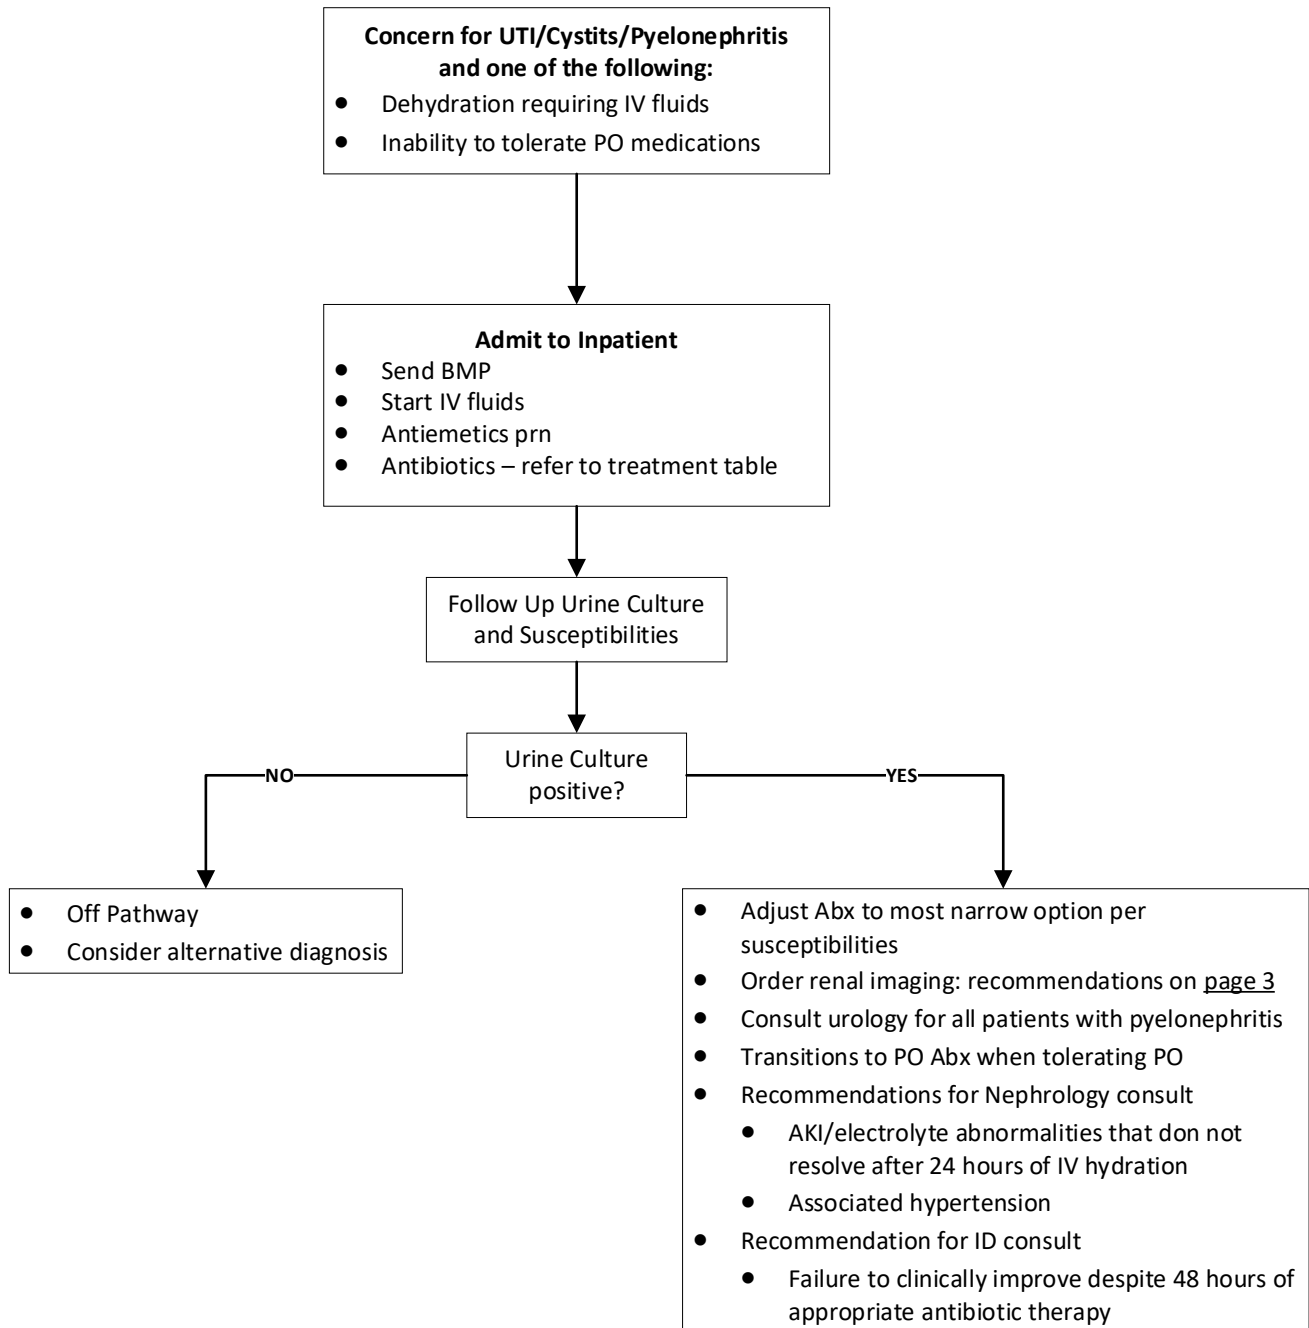 Concern for UTI/Cystits/Pyelonephritis
and one of the following:
● Dehydration requiring IV fluids
● Inability to tolerate PO medications
Admit to Inpatient
● Send BMP
● Start IV fluids
● Antiemetics prn
● Antibiotics – refer to treatment table
Follow Up Urine Culture
and Susceptibilities
Urine Culture
positive?
NO
YES
● Off Pathway
● Consider alternative diagnosis
● Adjust Abx to most narrow option per
susceptibilities
● Order renal imaging: recommendations on page 3
● Consult urology for all patients with pyelonephritis
● Transitions to PO Abx when tolerating PO
● Recommendations for Nephrology consult
● AKI/electrolyte abnormalities that don not
resolve after 24 hours of IV hydration
● Associated hypertension
● Recommendation for ID consult
● Failure to clinically improve despite 48 hours of
appropriate antibiotic therapy